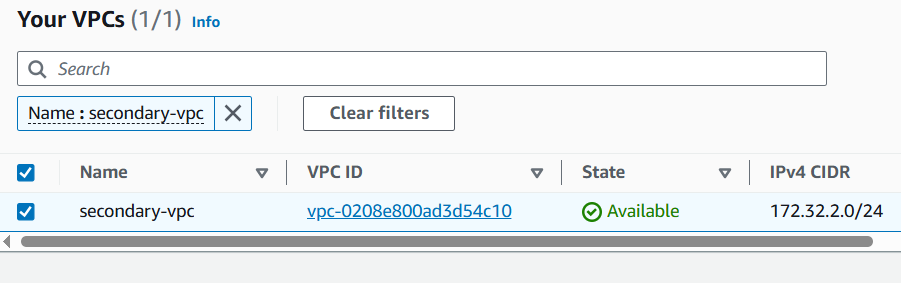 Your VPCs (1/1) Info
Search
Name : secondary-vpc Clear filters
Name VPC ID State IPv4 CIDR
secondary-vpc vpc-0208e800ad3d54c10 Available 172.32.2.0/24